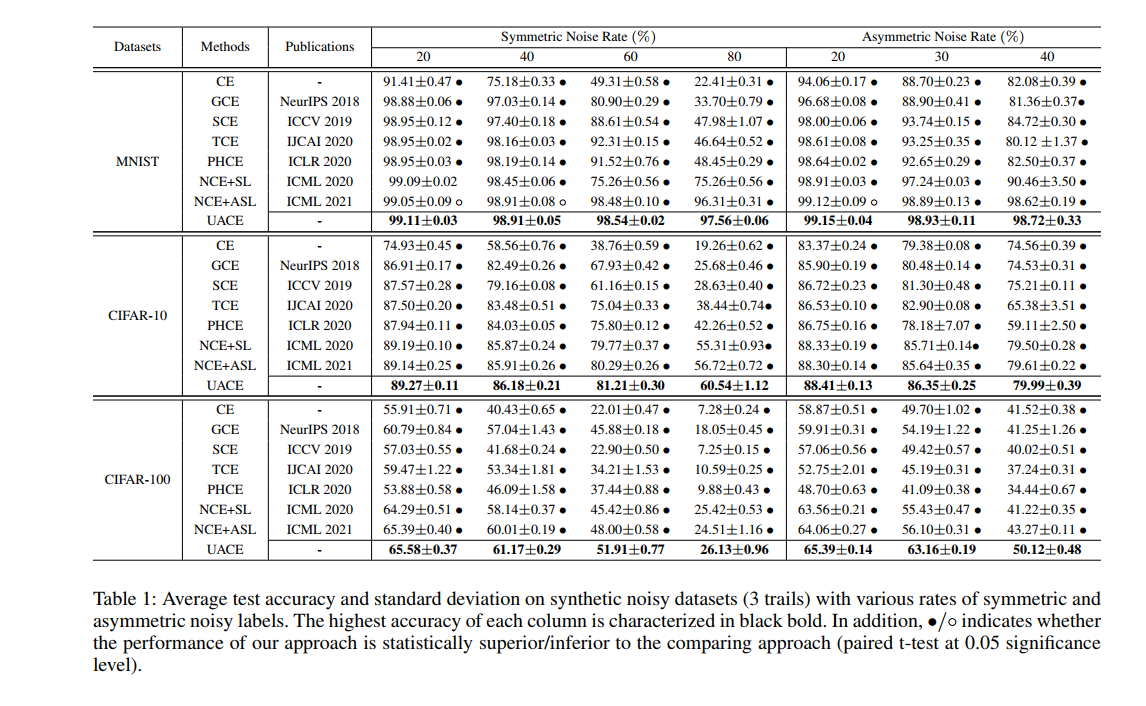 Datasets Methods Publications Symmetric Noise Rate (%) Asymmetric Noise Rate (%)
20 40 60 80 20 30 40
CE - 91.41±0.47 ● 75.18±0.33 ● 49.31±0.58 ● 22.41±0.31 ● 94.06±0.17 ● 88.70±0.23 ● 82.08±0.39 ●
GCE NeurIPS 2018 98.88±0.06 ● 97.03±0.14 ● 80.90±0.29 ● 33.70±0.79 ● 96.68±0.08 ● 88.90±0.41 ● 81.36±0.37●
SCE ICCV 2019 98.95±0.12 ● 97.40±0.18 ● 88.61±0.54 ● 47.98±1.07 ● 98.00±0.06 ● 93.74±0.15 ● 84.72±0.30 ●
TCE IJCAI 2020 98.95±0.02 ● 98.16±0.03 ● 92.31±0.15 ● 46.64±0.52 ● 98.61±0.08 ● 93.25±0.35 ● 80.12 ±1.37 ●
MNIST
PHCE ICLR 2020 98.95±0.03 ● 98.19±0.14 ● 91.52±0.76 ● 48.45±0.29 ● 98.64±0.02 ● 92.65±0.29 ● 82.50±0.37 ●
NCE+SL ICML 2020 99.09±0.02 98.45±0.06 ● 75.26±0.56 ● 75.26±0.56 ● 98.91±0.03 ● 97.24±0.03 ● 90.46±3.50 ●
NCE+ASL ICML 2021 99.05±0.09 ○ 98.91±0.08 ○ 98.48±0.10 ● 96.31±0.31 ● 99.12±0.09 ○ 98.89±0.13 ● 98.62±0.19 ●
UACE - 99.11±0.03 98.91±0.05 98.54±0.02 97.56±0.06 99.15±0.04 98.93±0.11 98.72±0.33
CE - 74.93±0.45 ● 58.56±0.76 ● 38.76±0.59 ● 19.26±0.62 ● 83.37±0.24 ● 79.38±0.08 ● 74.56±0.39 ●
GCE NeurIPS 2018 86.91±0.17 ● 82.49±0.26 ● 67.93±0.42 ● 25.68±0.46 ● 85.90±0.19 ● 80.48±0.14 ● 74.53±0.31 ●
SCE ICCV 2019 87.57±0.28 ● 79.16±0.08 ● 61.16±0.15 ● 28.63±0.40 ● 86.72±0.23 ● 81.30±0.48 ● 75.21±0.11 ●
TCE IJCAI 2020 87.50±0.20 ● 83.48±0.51 ● 75.04±0.33 ● 38.44±0.74● 86.53±0.10 ● 82.90±0.08 ● 65.38±3.51 ●
CIFAR-10
PHCE ICLR 2020 87.94±0.11 ● 84.03±0.05 ● 75.80±0.12 ● 42.26±0.52 ● 86.75±0.16 ● 78.18±7.07 ● 59.11±2.50 ●
NCE+SL ICML 2020 89.19±0.10 ● 85.87±0.24 ● 79.77±0.37 ● 55.31±0.93● 88.33±0.19 ● 85.71±0.14● 79.50±0.28 ●
NCE+ASL ICML 2021 89.14±0.25 ● 85.91±0.26 ● 80.29±0.26 ● 56.72±0.72 ● 88.30±0.14 ● 85.64±0.35 ● 79.61±0.22 ●
UACE - 89.27±0.11 86.18±0.21 81.21±0.30 60.54±1.12 88.41±0.13 86.35±0.25 79.99±0.39
CE - 55.91±0.71 ● 40.43±0.65 ● 22.01±0.47 ● 7.28±0.24 ● 58.87±0.51 ● 49.70±1.02 ● 41.52±0.38 ●
GCE NeurIPS 2018 60.79±0.84 ● 57.04±1.43 ● 45.88±0.18 ● 18.05±0.45 ● 59.91±0.31 ● 54.19±1.22 ● 41.25±1.26 ●
SCE ICCV 2019 57.03±0.55 ● 41.68±0.24 ● 22.90±0.50 ● 7.25±0.15 ● 57.06±0.56 ● 49.42±0.57 ● 40.02±0.51 ●
TCE IJCAI 2020 59.47±1.22 ● 53.34±1.81 ● 34.21±1.53 ● 10.59±0.25 ● 52.75±2.01 ● 45.19±0.31 ● 37.24±0.31 ●
CIFAR-100
PHCE ICLR 2020 53.88±0.58 ● 46.09±1.58 ● 37.44±0.88 ● 9.88±0.43 ● 48.70±0.63 ● 41.09±0.38 ● 34.44±0.67 ●
NCE+SL ICML 2020 64.29±0.51 ● 58.14±0.37 ● 45.42±0.86 ● 25.42±0.53 ● 63.56±0.21 ● 55.43±0.47 ● 41.22±0.35 ●
NCE+ASL ICML 2021 65.39±0.40 ● 60.01±0.19 ● 48.00±0.58 ● 24.51±1.16 ● 64.06±0.27 ● 56.10±0.31 ● 43.27±0.11 ●
UACE - 65.58±0.37 61.17±0.29 51.91±0.77 26.13±0.96 65.39±0.14 63.16±0.19 50.12±0.48
Table 1: Average test accuracy and standard deviation on synthetic noisy datasets (3 trails) with various rates of symmetric and
asymmetric noisy labels. The highest accuracy of each column is characterized in black bold. In addition, ●/○ indicates whether
the performance of our approach is statistically superior/inferior to the comparing approach (paired t-test at 0.05 significance
level).